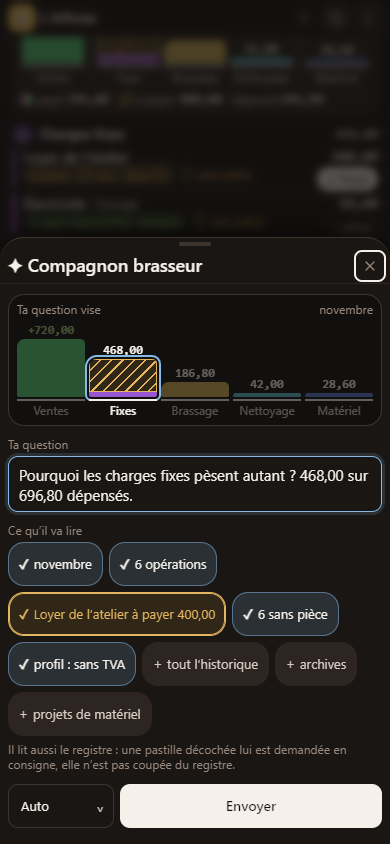 Compagnon brasseur
Ta question vise
novembre
+720,00
468,00
186,80
42,00
28,60
Ventes
Fixes
Brassage
Nettoyage
Matériel
Ta question
Pourquoi les charges fixes pèsent autant ? 468,00 sur
696,80 dépensés.
Ce qu’il va lire
✓ novembre
✓ 6 opérations
✓ Loyer de l’atelier à payer 400,00
✓ 6 sans pièce
✓ profil : sans TVA
+ tout l’historique
+ archives
+ projets de matériel
Il lit aussi le registre : une pastille décochée lui est demandée en
consigne, elle n’est pas coupée du registre.
Auto
Envoyer